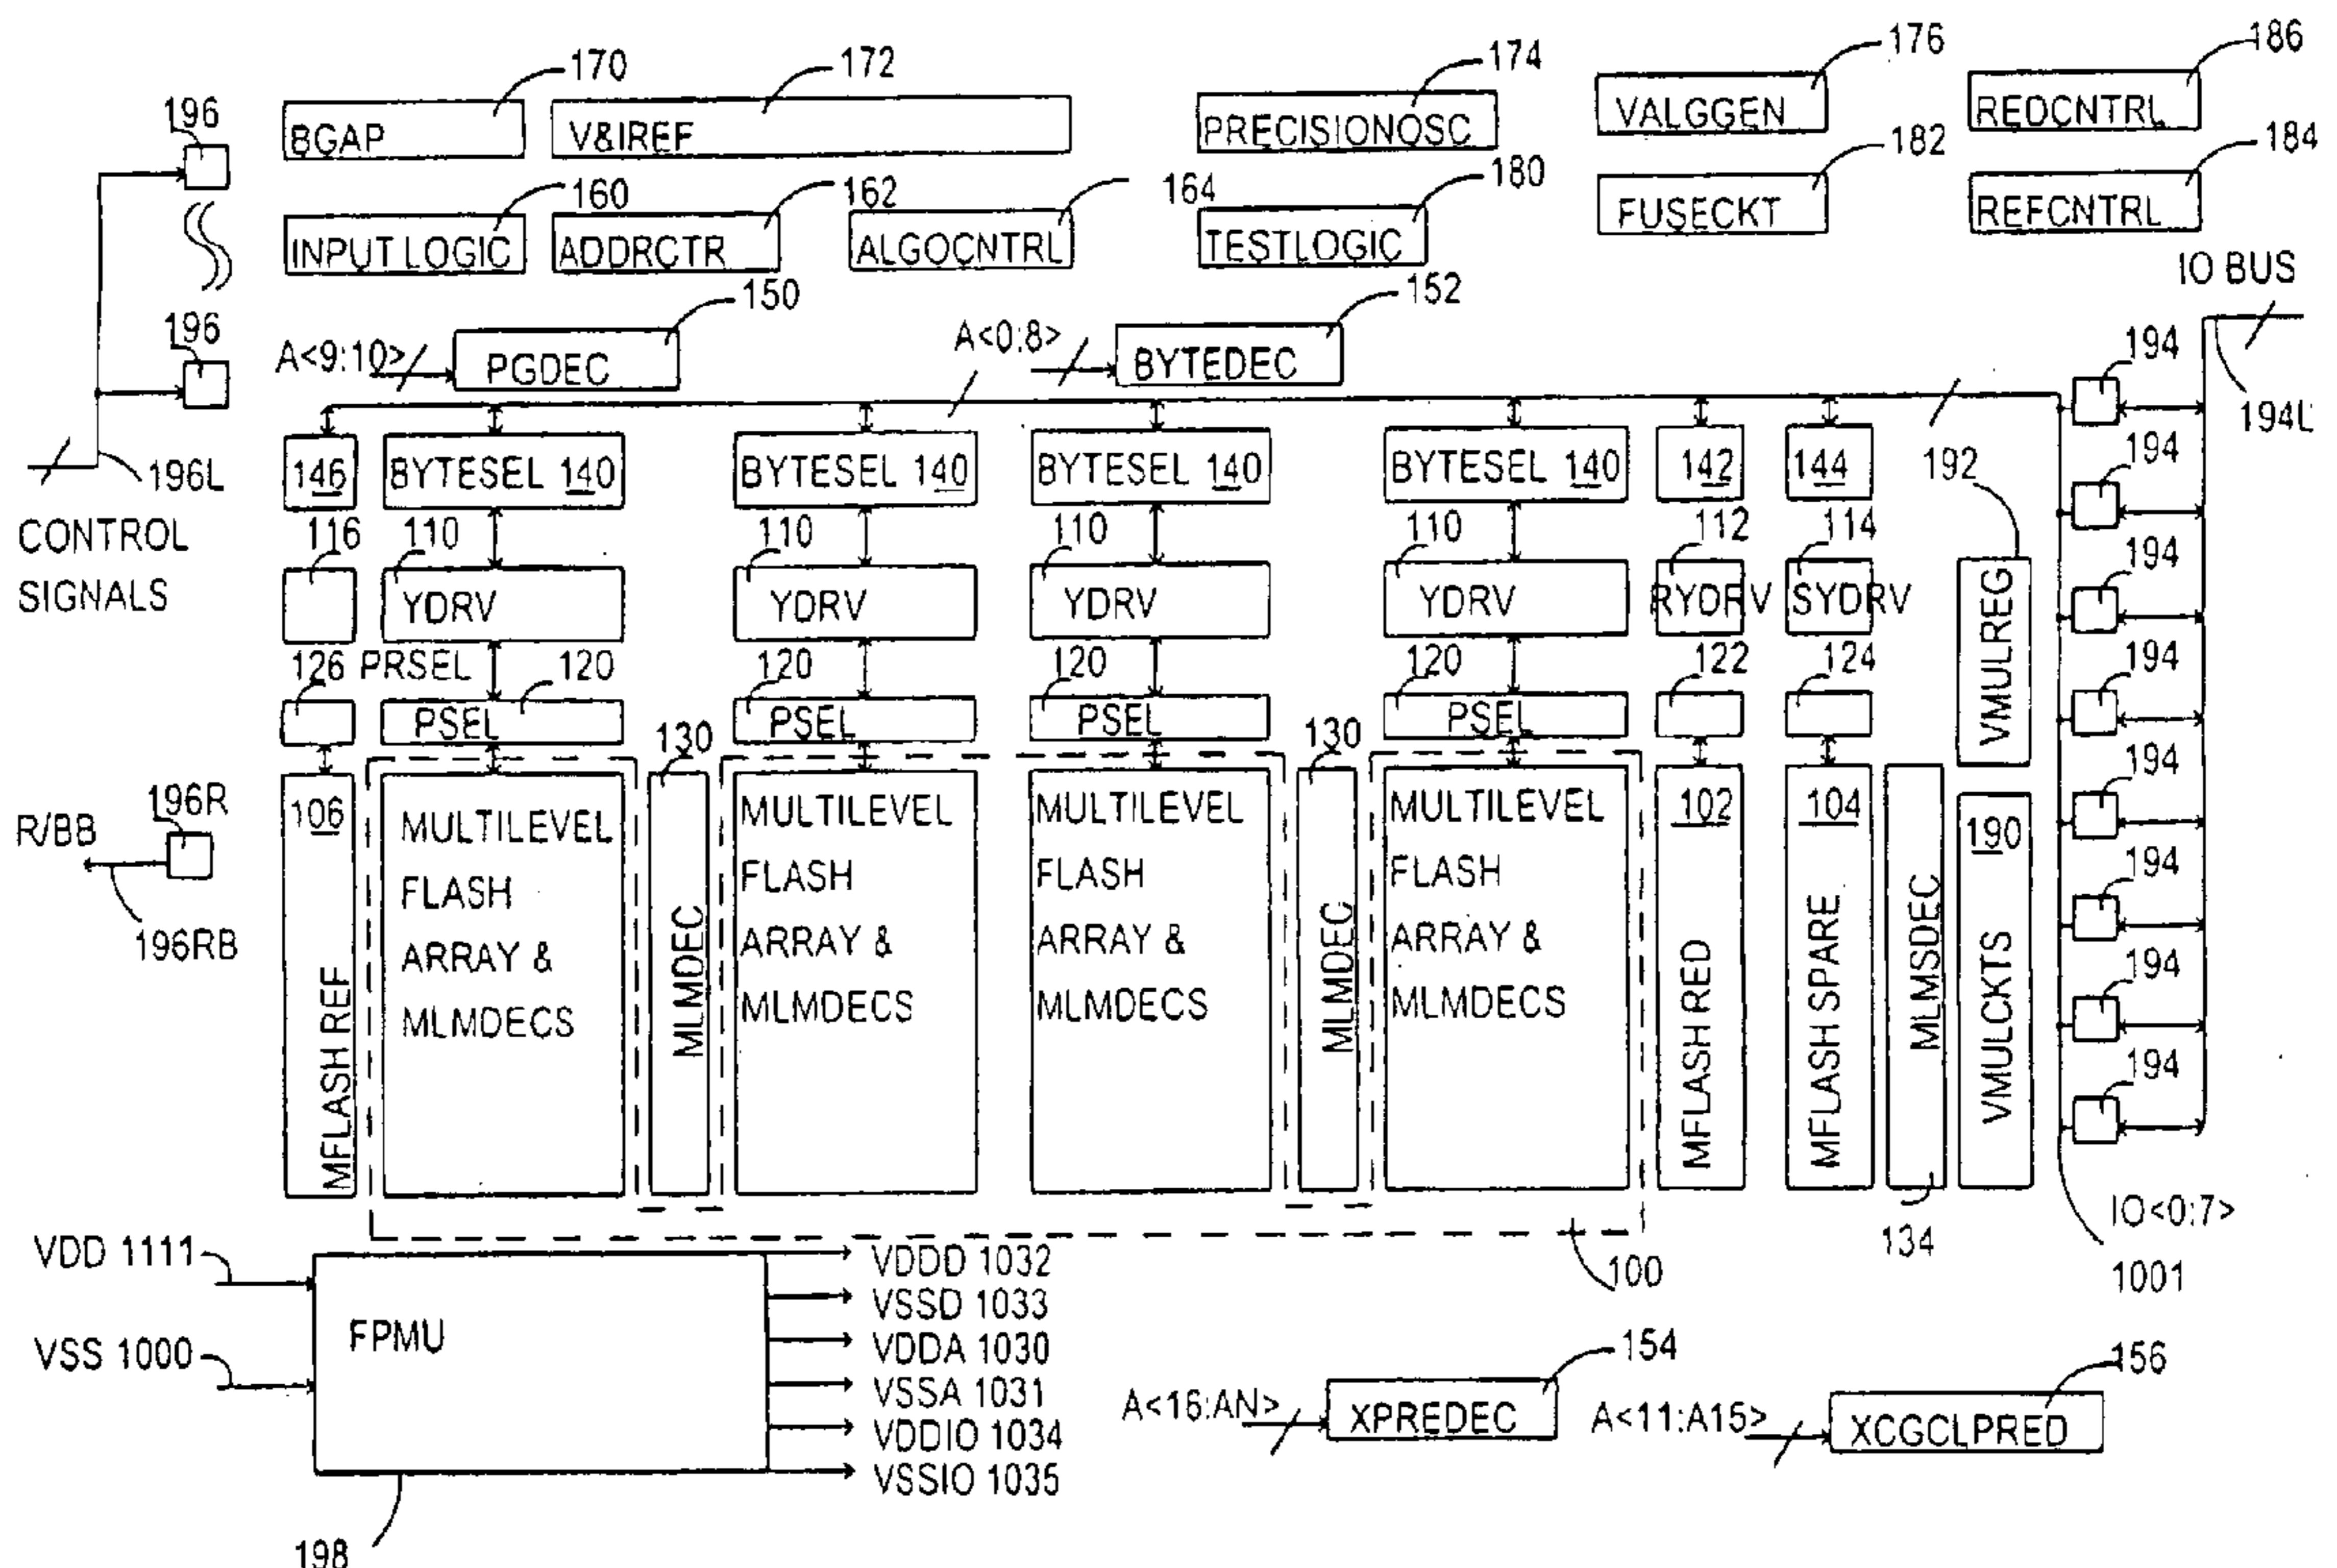 170
172
174
176
186
196
BGAP
V&IREF
PRECISIONOSC
VALGGEN
REDCNTRL
160
162
164
180
182
184
INPUT LOGIC
ADDRCTR
ALGOCNTRL
TESTLOGIC
FUSECKT
REFCNTRL
IO BUS
196
150
152
A<9:10>
PGDEC
A<0:8>
BYTEDEC
194
194L
196L
146
BYTESEL 140
BYTESEL 140
BYTESEL 140
BYTESEL 140
142
144
192
194
CONTROL
SIGNALS
116
110
110
110
110
112
114
194
YDRV
YDRV
YDRV
YDRV
RYDRV
SYDRV
VMULREG
126 PRSEL
120
120
120
120
122
124
194
PSEL
PSEL
PSEL
PSEL
130
130
R/BB
196R
196RB
106
MFLASH REF
MULTILEVEL
FLASH
ARRAY &
MLMDECS
MLMDEC
MULTILEVEL
FLASH
ARRAY &
MLMDECS
MULTILEVEL
FLASH
ARRAY &
MLMDECS
MLMDEC
MULTILEVEL
FLASH
ARRAY &
MLMDECS
102
MFLASH RED
104
MFLASH SPARE
MLMSDEC
190
VMULCKTS
194
194
194
194
134
IO<0:7>
1001
100
VDD 1111
VSS 1000
FPMU
198
VDDD 1032
VSSD 1033
VDDA 1030
VSSA 1031
VDDIO 1034
VSSIO 1035
154
A<16:AN>
XPREDEC
156
A<11:A15>
XCGCLPRED